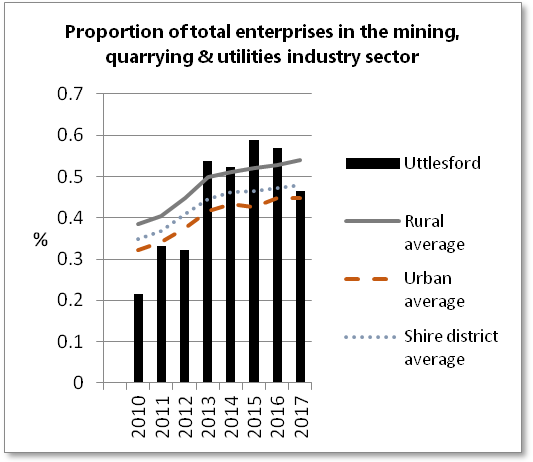 Proportion of total enterprises in the mining,
quarrying & utilities industry sector
0.7
0.6
0.5
0.4
0.3
0.2
0.1
0
%
2010
2011
2012
2013
2014
2015
2016
2017
Uttlesford
Rural
average
Urban
average
Shire district
average